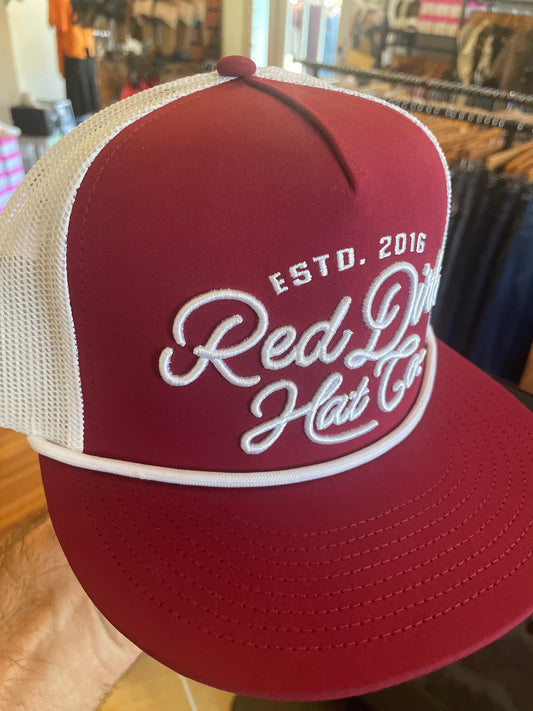 ESTD. 2016
Red Dirt
Hat Co.